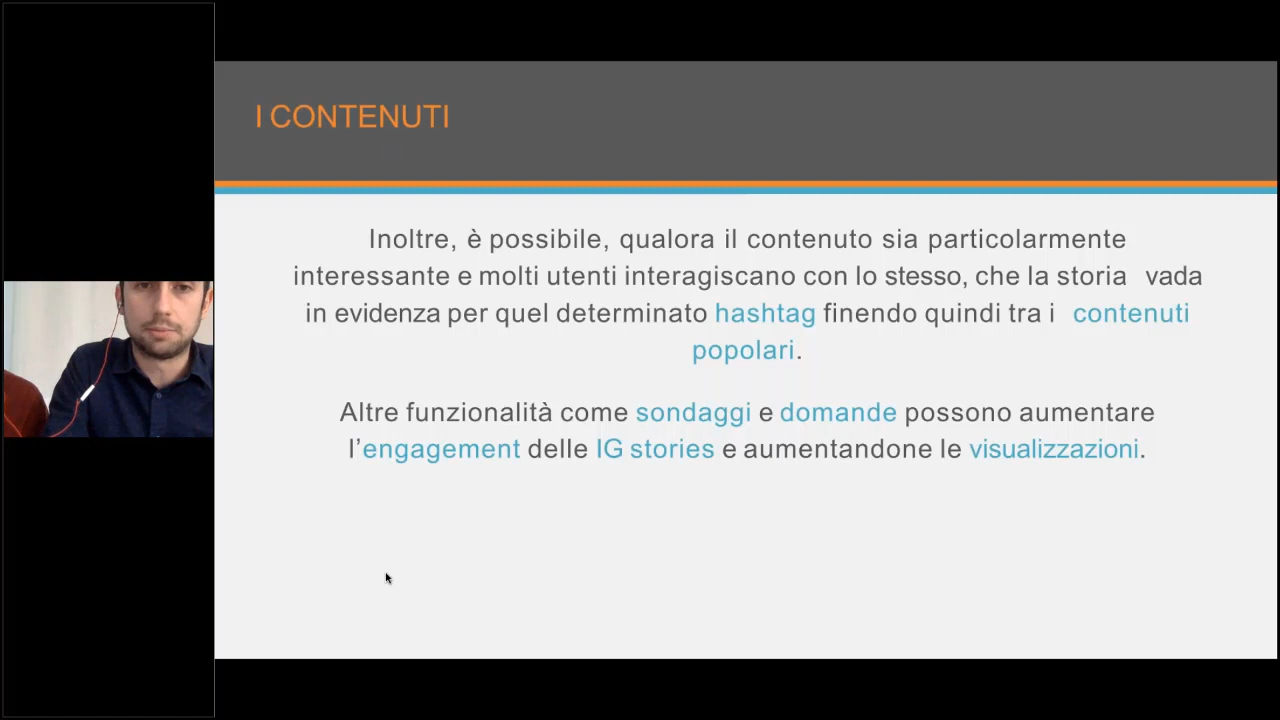 I CONTENUTI
Inoltre, è possibile, qualora il contenuto sia particolarmente
interessante e molti utenti interagiscano con lo stesso, che la storia vada
in evidenza per quel determinato hashtag finendo quindi tra i contenuti
popolari.
Altre funzionalità come sondaggi e domande possono aumentare
l’engagement delle IG stories e aumentandone le visualizzazioni.